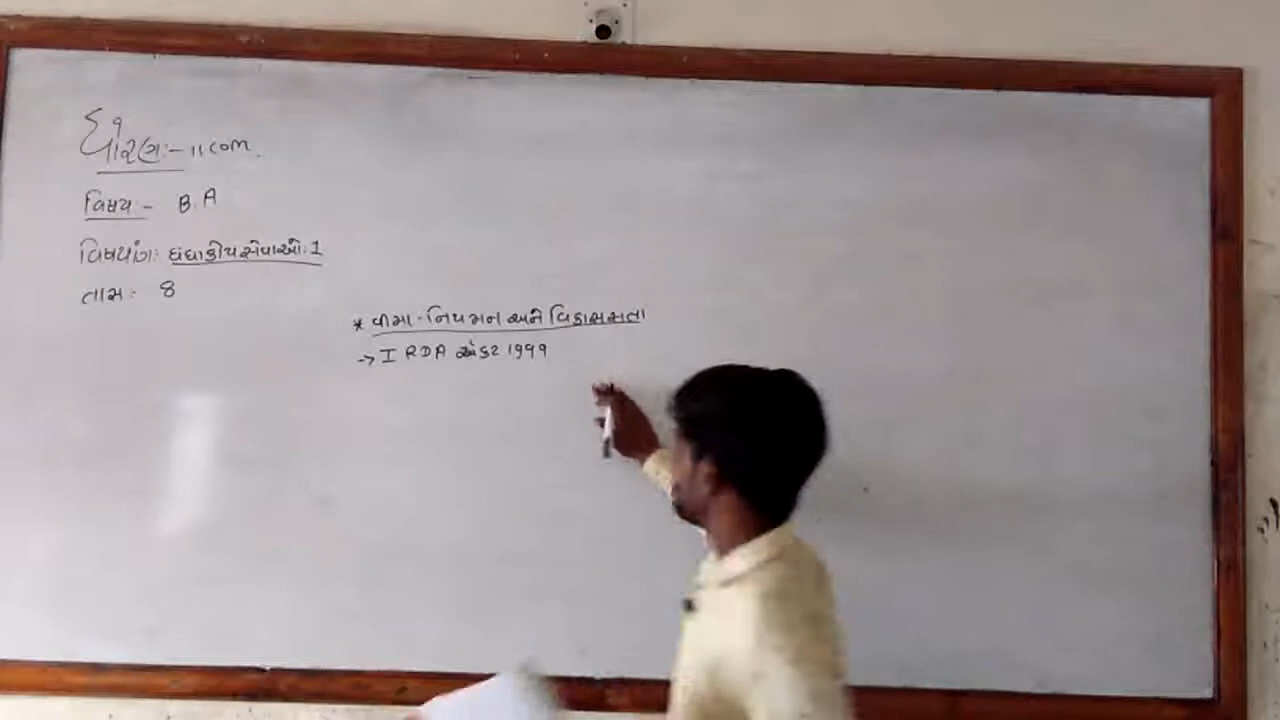 ધોરણ:- 11 com.
વિષય:- B.A
વિષયાંગ: ધંધાકીય સેવાઓ:1
તાસ:- 8
* વીમા-નિયમન અને વિકાસસત્તા
→ IRDA એક્ટ 1999